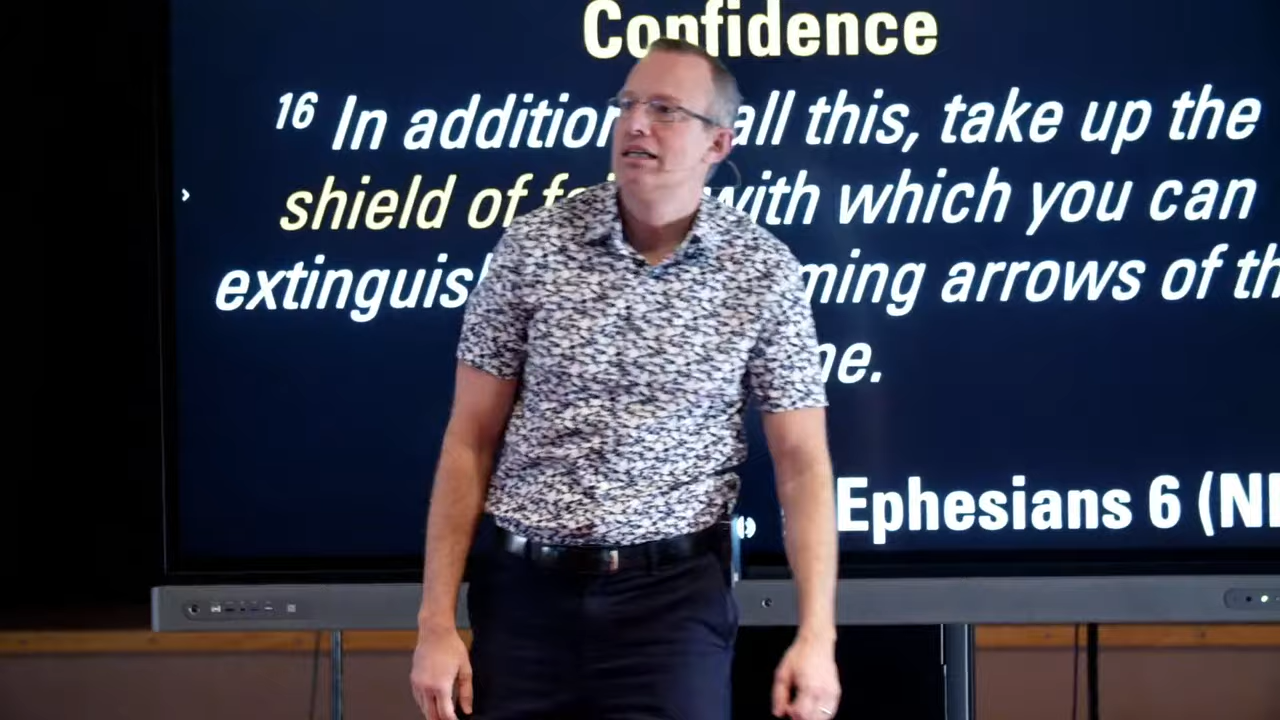 Confidence
16 In addition all this, take up the
shield of with which you can
extinguis ming arrows of th
ne.
Ephesians 6 (NI